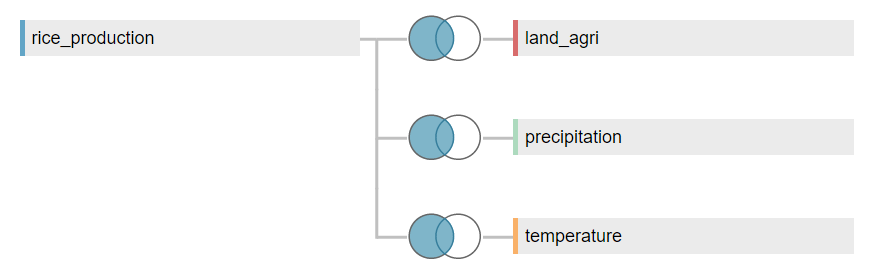 rice_production
land_agri
precipitation
temperature